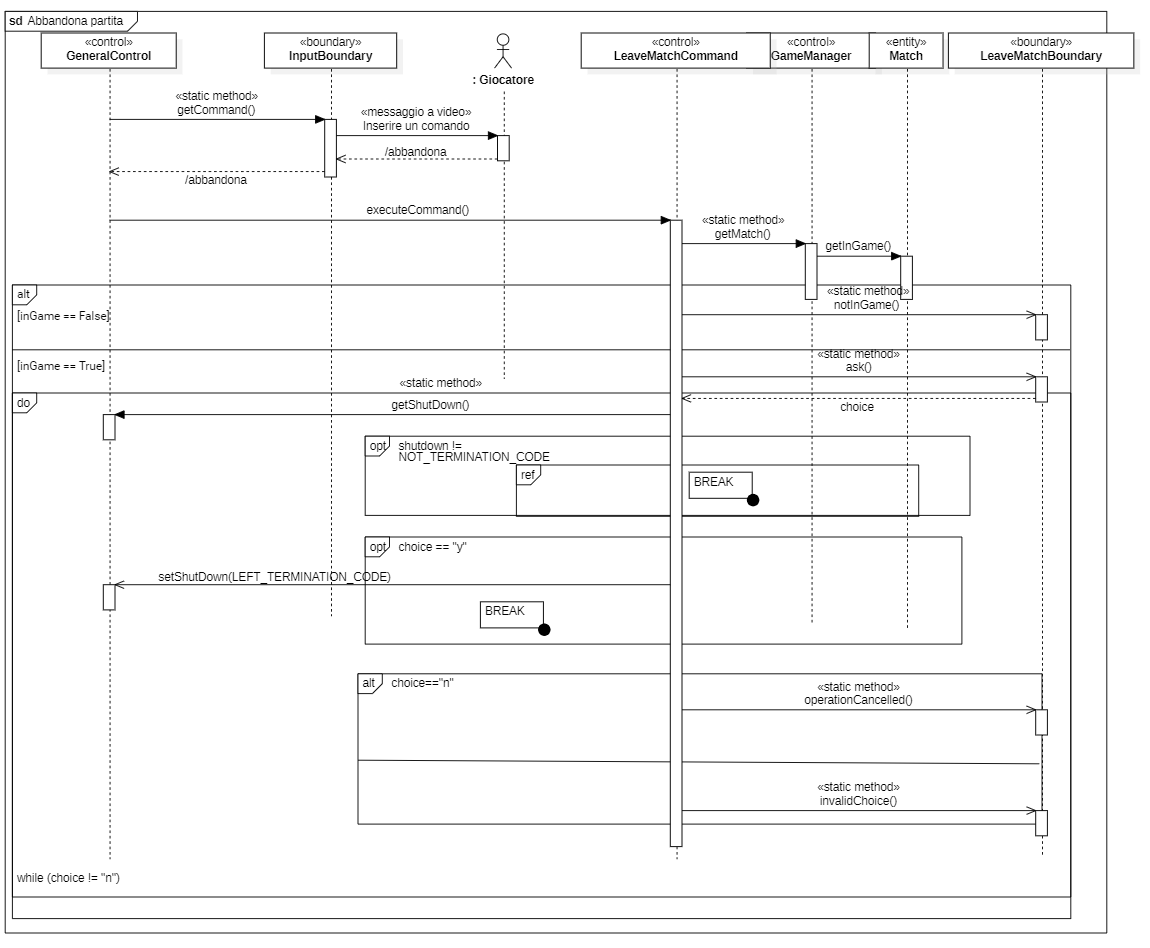 sd Abbandona partita
«control»
GeneralControl
«boundary»
InputBoundary
: Giocatore
«control»
LeaveMatchCommand
«control»
GameManager
«entity»
Match
«boundary»
LeaveMatchBoundary
«static method»
getCommand()
«messaggio a video»
Inserire un comando
/abbandona
/abbandona
executeCommand()
«static method»
getMatch()
getInGame()
alt
[inGame == False]
«static method»
notInGame()
[inGame == True]
«static method»
ask()
do
«static method»
getShutDown()
choice
opt
shutdown !=
NOT_TERMINATION_CODE
ref
BREAK
opt
choice == "y"
setShutDown(LEFT_TERMINATION_CODE)
BREAK
alt
choice=="n"
«static method»
operationCancelled()
«static method»
invalidChoice()
while (choice != "n")